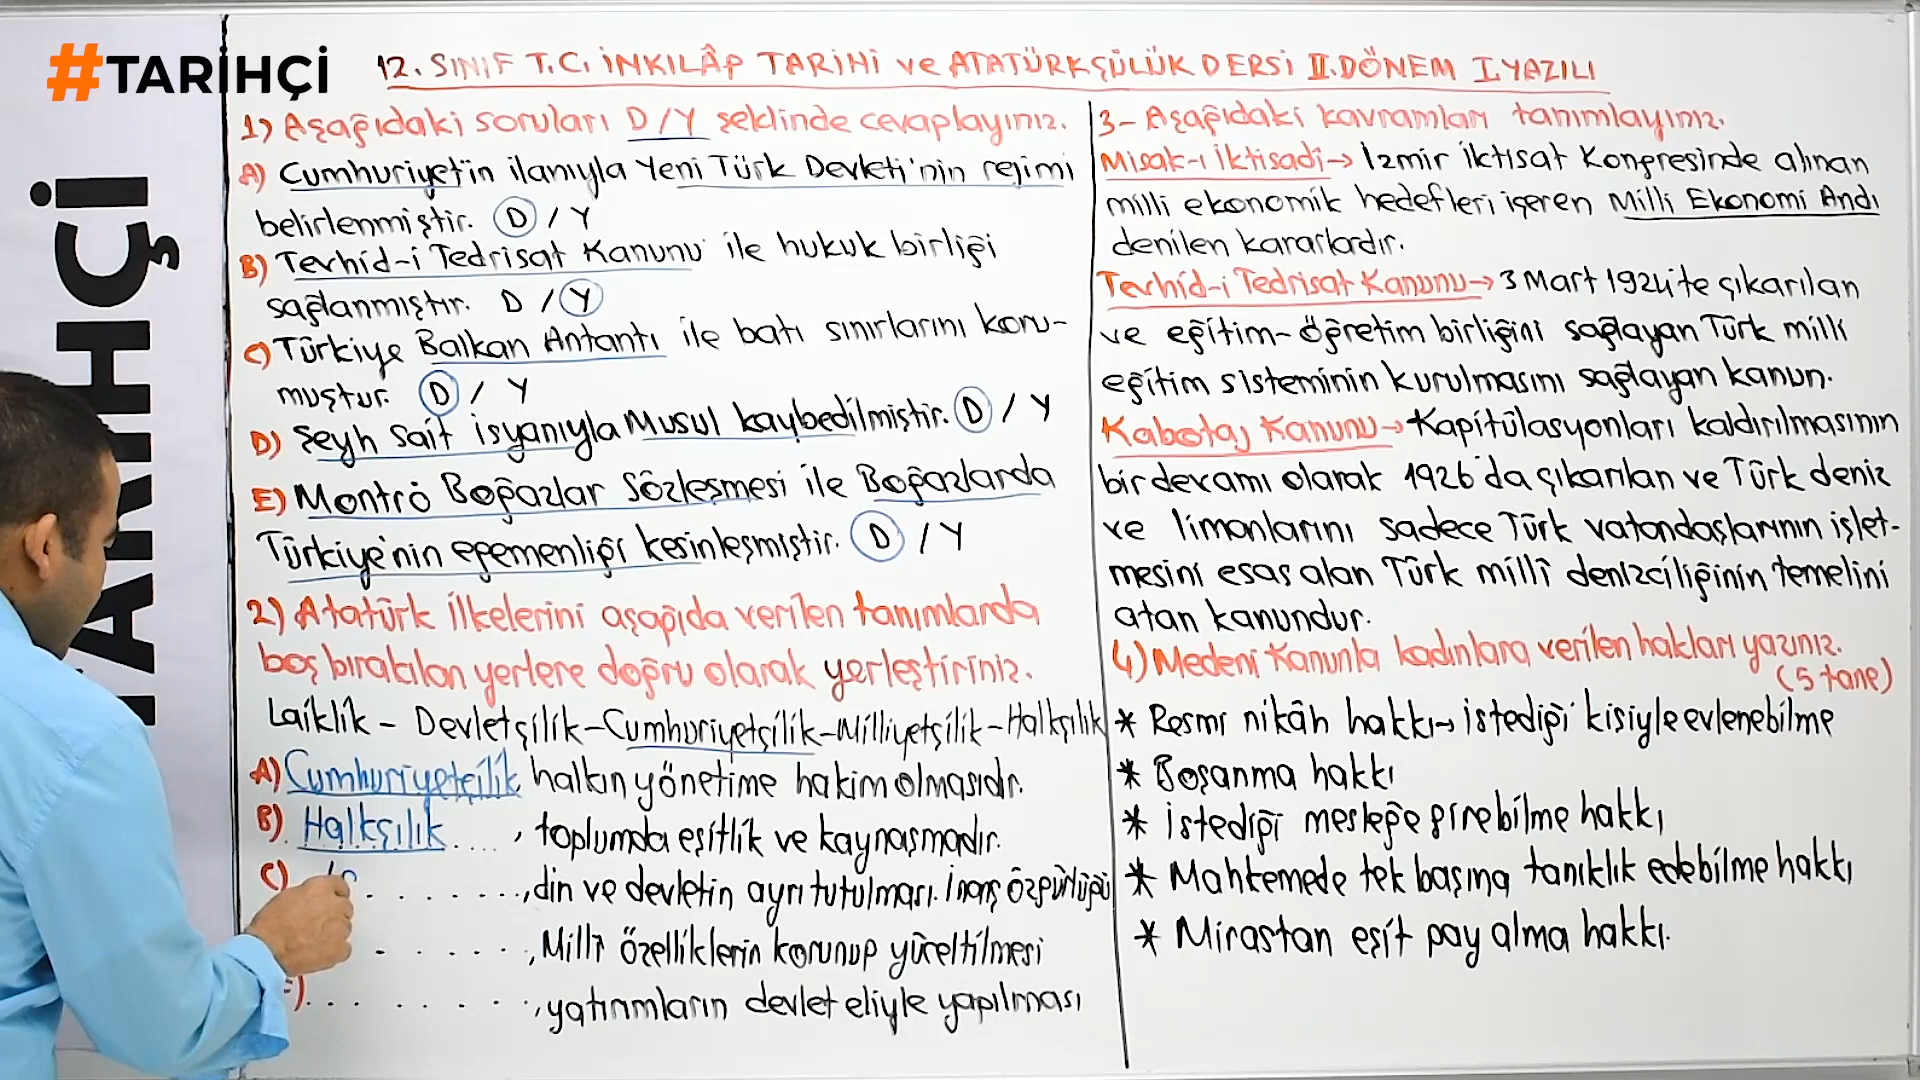 #TARİHÇİ
TARİHÇİ
12. SINIF T.C. İNKILÂP TARİHİ ve ATATÜRKÇÜLÜK DERSİ II. DÖNEM I. YAZILI
1) Aşağıdaki soruları D/Y şeklinde cevaplayınız.
A) Cumhuriyet'in ilanıyla Yeni Türk Devleti'nin rejimi
belirlenmiştir. D / Y
B) Tevhid-i Tedrisat Kanunu ile hukuk birliği
sağlanmıştır. D / Y
C) Türkiye Balkan Antantı ile batı sınırlarını koru-
muştur. D / Y
D) Şeyh Sait isyanıyla Musul kaybedilmiştir. D / Y
E) Montrö Boğazlar Sözleşmesi ile Boğazlarda
Türkiye'nin egemenliği kesinleşmiştir. D / Y
2) Atatürk ilkelerini aşağıda verilen tanımlarda
boş bırakılan yerlere doğru olarak yerleştiriniz.
Laiklik - Devletçilik - Cumhuriyetçilik - Milliyetçilik - Halkçılık
A) Cumhuriyetçilik halkın yönetime hakim olmasıdır.
B) Halkçılık ...., toplumda eşitlik ve kaynaşmadır.
C) ........, din ve devletin ayrı tutulması. İnanç özgürlüğü
......, Millî özelliklerin korunup yüceltilmesi
E) ........, yatırımların devlet eliyle yapılması
3- Aşağıdaki kavramları tanımlayınız.
Misak-ı İktisadî → İzmir İktisat Kongresinde alınan
milli ekonomik hedefleri içeren Milli Ekonomi Andı
denilen kararlardır.
Tevhid-i Tedrisat Kanunu → 3 Mart 1924'te çıkarılan
ve eğitim-öğretim birliğini sağlayan Türk milli
eğitim sisteminin kurulmasını sağlayan kanun.
Kabotaj Kanunu → Kapitülasyonları kaldırılmasının
bir devamı olarak 1926'da çıkarılan ve Türk deniz
ve limanlarını sadece Türk vatandaşlarının işlet-
mesini esas alan Türk millî denizciliğinin temelini
atan kanundur.
4) Medeni Kanunla kadınlara verilen hakları yazınız.
(5 tane)
* Resmi nikâh hakkı → istediği kişiyle evlenebilme
* Boşanma hakkı
* İstediği mesleğe girebilme hakkı
* Mahkemede tek başına tanıklık edebilme hakkı
* Mirastan eşit pay alma hakkı.